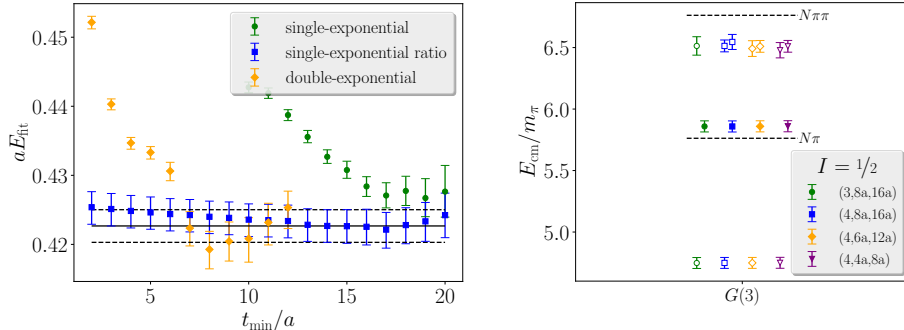 0.45
0.44
0.43
0.42
aE_fit
single-exponential
single-exponential ratio
double-exponential
5
10
15
20
t_min/a
6.5
6.0
5.5
5.0
E_cm/m_π
Nππ
Nπ
I = 1/2
(3,8a,16a)
(4,8a,16a)
(4,6a,12a)
(4,4a,8a)
G(3)